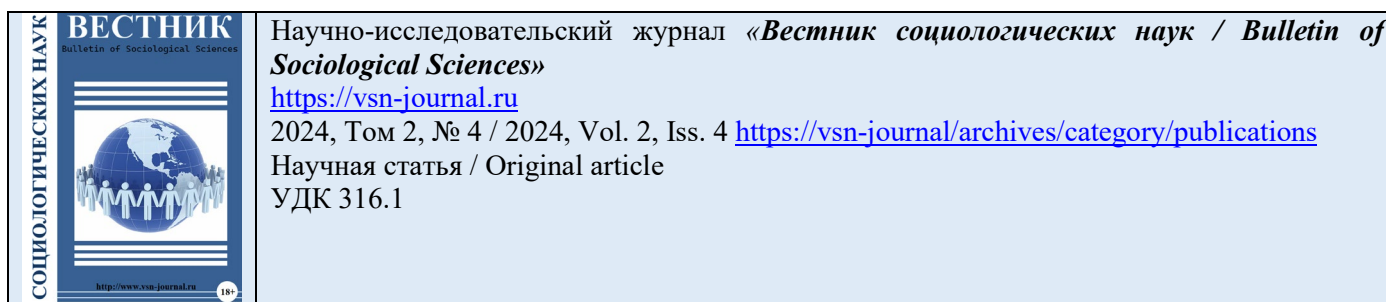 СОЦИОЛОГИЧЕСКИХ НАУК
ВЕСТНИК
Bulletin of Sociological Sciences
http://www.vsn-journal.ru
18+
Научно-исследовательский журнал «Вестник социологических наук / Bulletin of
Sociological Sciences»
https://vsn-journal.ru
2024, Том 2, № 4 / 2024, Vol. 2, Iss. 4 https://vsn-journal/archives/category/publications
Научная статья / Original article
УДК 316.1